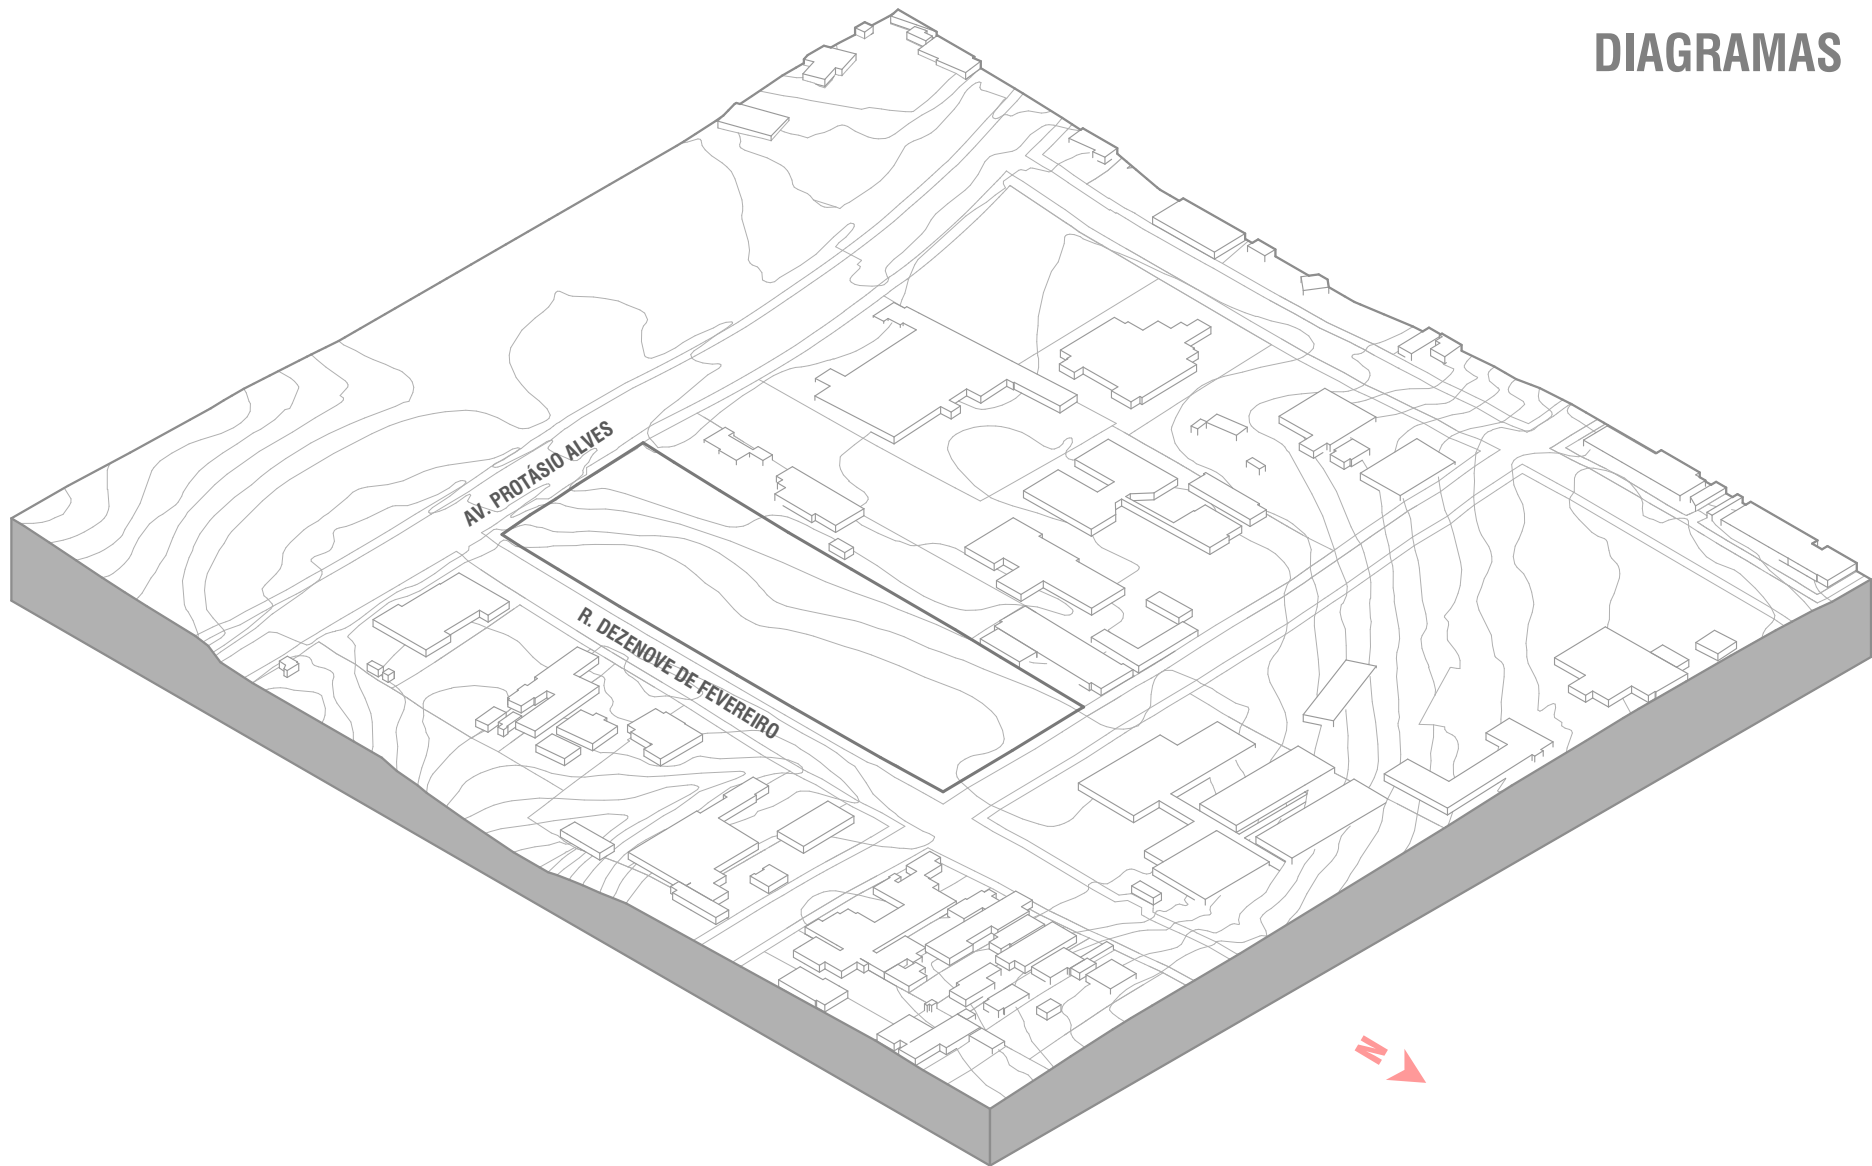 DIAGRAMAS
AV. PROTÁSIO ALVES
R. DEZENOVE DE FEVEREIRO
N